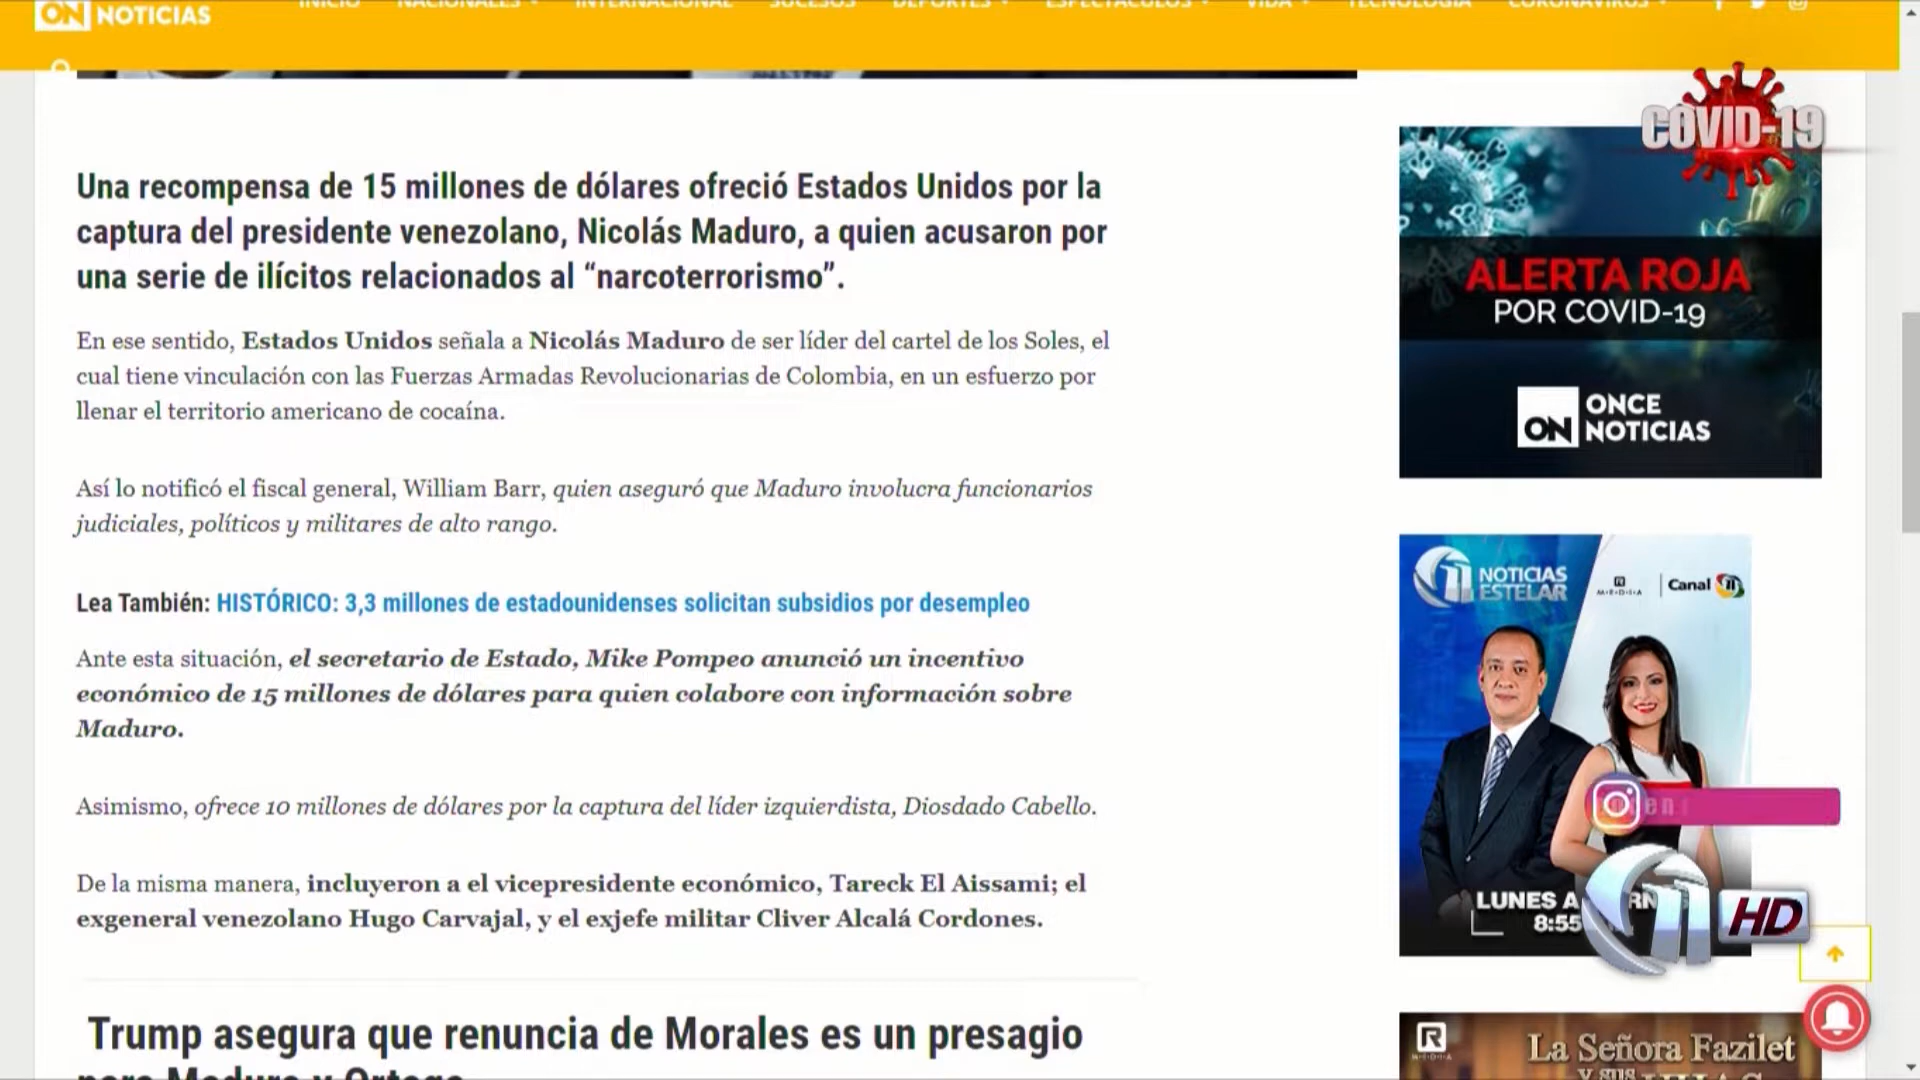 ON NOTICIAS
INICIO NACIONALES INTERNACIONAL SUCESOS DEPORTES ESPECTÁCULOS VIDA TECNOLOGÍA CORONAVIRUS
COVID-19
Una recompensa de 15 millones de dólares ofreció Estados Unidos por la
captura del presidente venezolano, Nicolás Maduro, a quien acusaron por
una serie de ilícitos relacionados al “narcoterrorismo”.
En ese sentido, Estados Unidos señala a Nicolás Maduro de ser líder del cartel de los Soles, el
cual tiene vinculación con las Fuerzas Armadas Revolucionarias de Colombia, en un esfuerzo por
llenar el territorio americano de cocaína.
Así lo notificó el fiscal general, William Barr, quien aseguró que Maduro involucra funcionarios
judiciales, políticos y militares de alto rango.
Lea También: HISTÓRICO: 3,3 millones de estadounidenses solicitan subsidios por desempleo
Ante esta situación, el secretario de Estado, Mike Pompeo anunció un incentivo
económico de 15 millones de dólares para quien colabore con información sobre
Maduro.
Asimismo, ofrece 10 millones de dólares por la captura del líder izquierdista, Diosdado Cabello.
De la misma manera, incluyeron a el vicepresidente económico, Tareck El Aissami; el
exgeneral venezolano Hugo Carvajal, y el exjefe militar Cliver Alcalá Cordones.
Trump asegura que renuncia de Morales es un presagio
para Maduro y Ortega
ALERTA ROJA
POR COVID-19
ON ONCE
NOTICIAS
11 NOTICIAS
ESTELAR
R MEDIA Canal 11
LUNES A
8:55
11 HD
R MEDIA
La Señora Fazilet
y sus